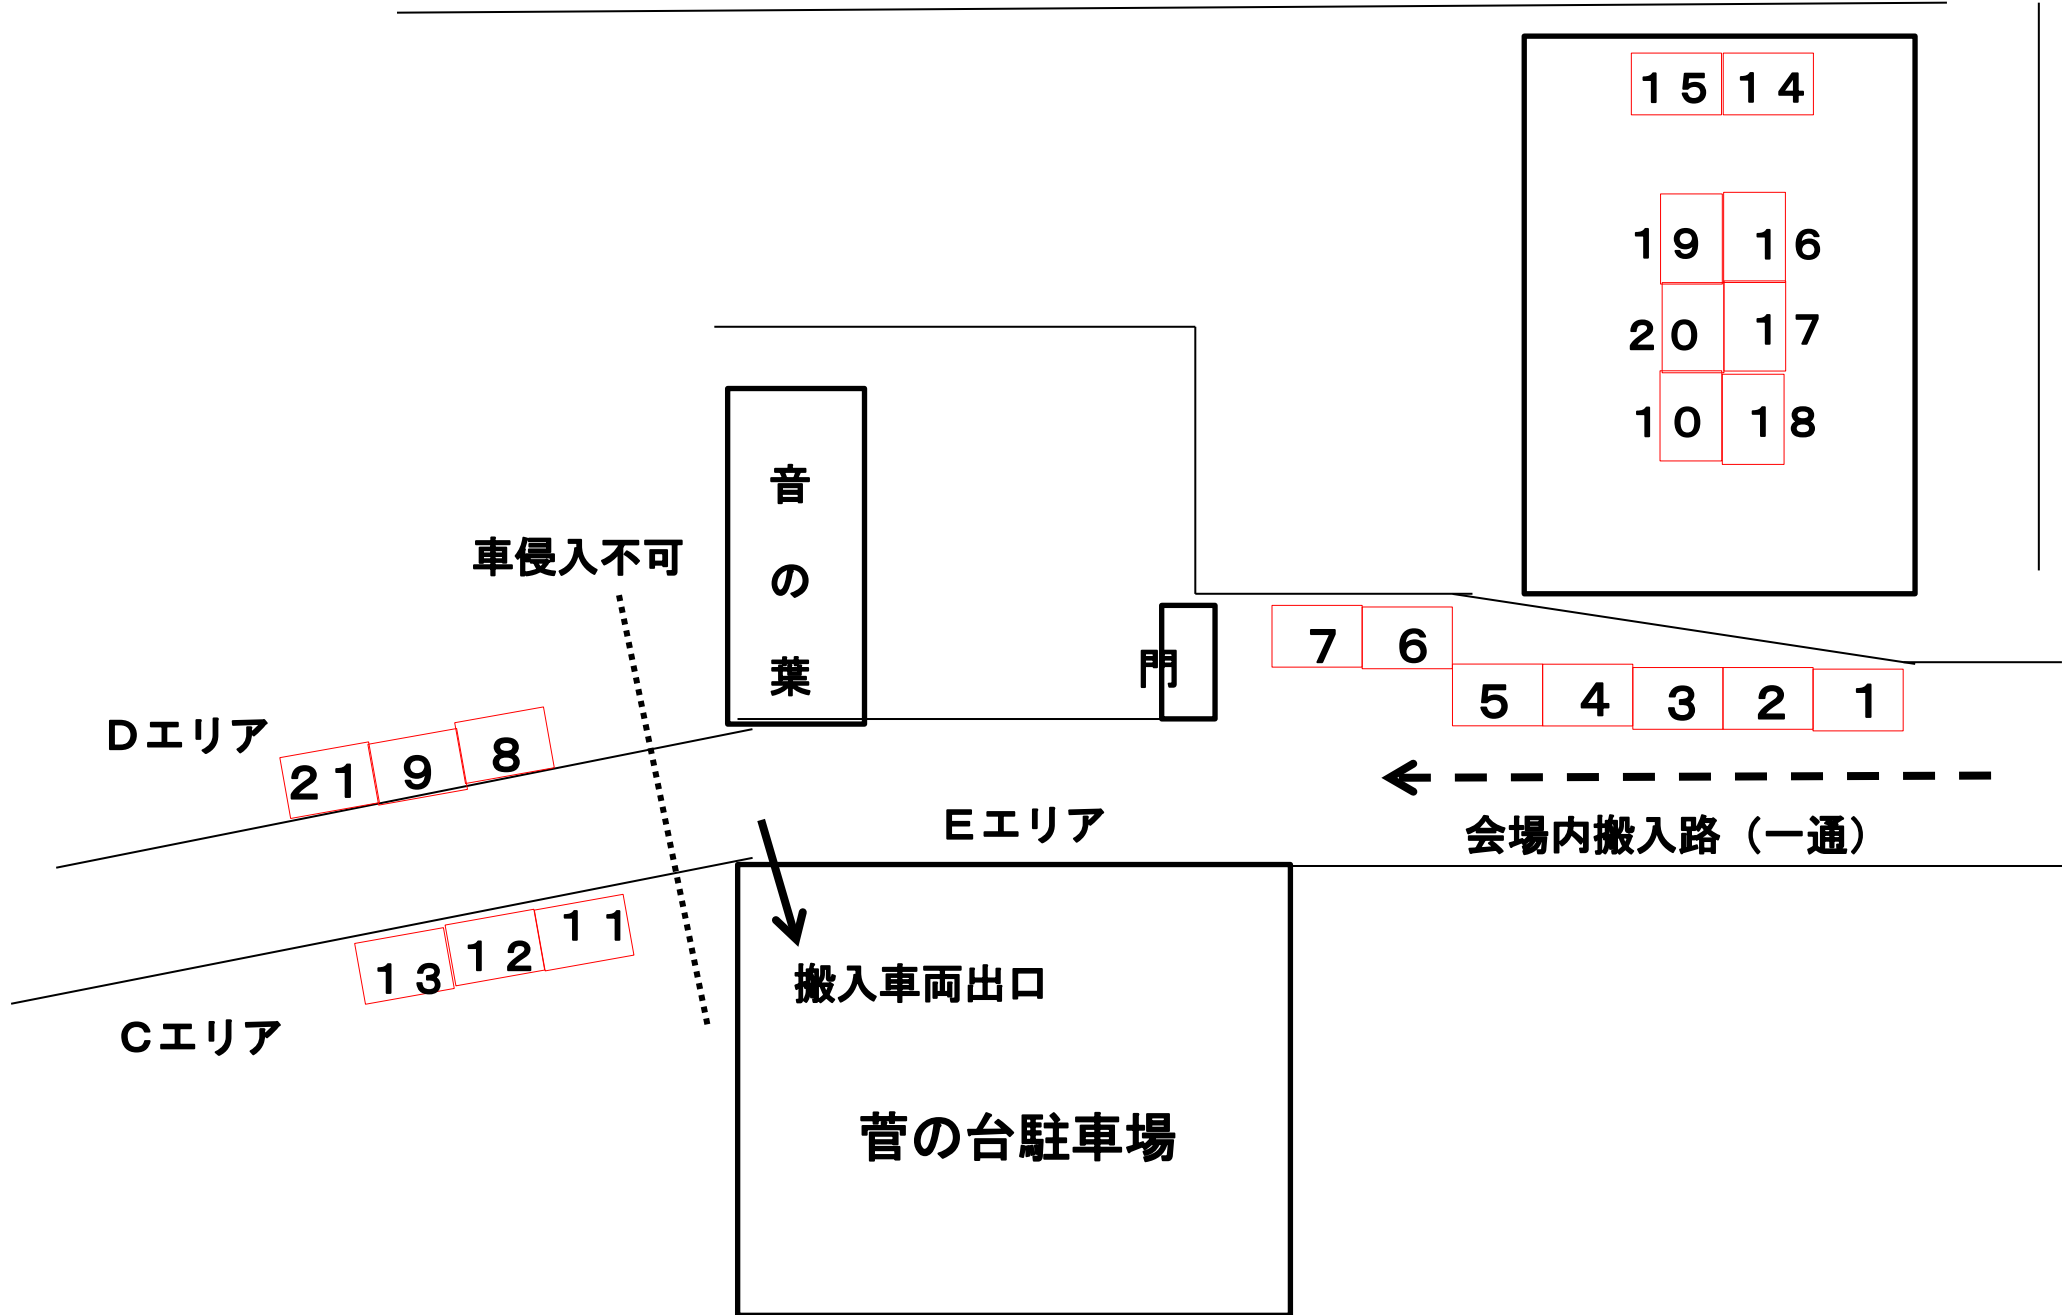 １５ １４
１９ １６
２０ １７
１０ １８
音の葉
車侵入不可
門
７ ６
５ ４ ３ ２ １
Ｄエリア
２１ ９ ８
Ｅエリア
会場内搬入路（一通）
１３ １２ １１
搬入車両出口
Ｃエリア
菅の台駐車場